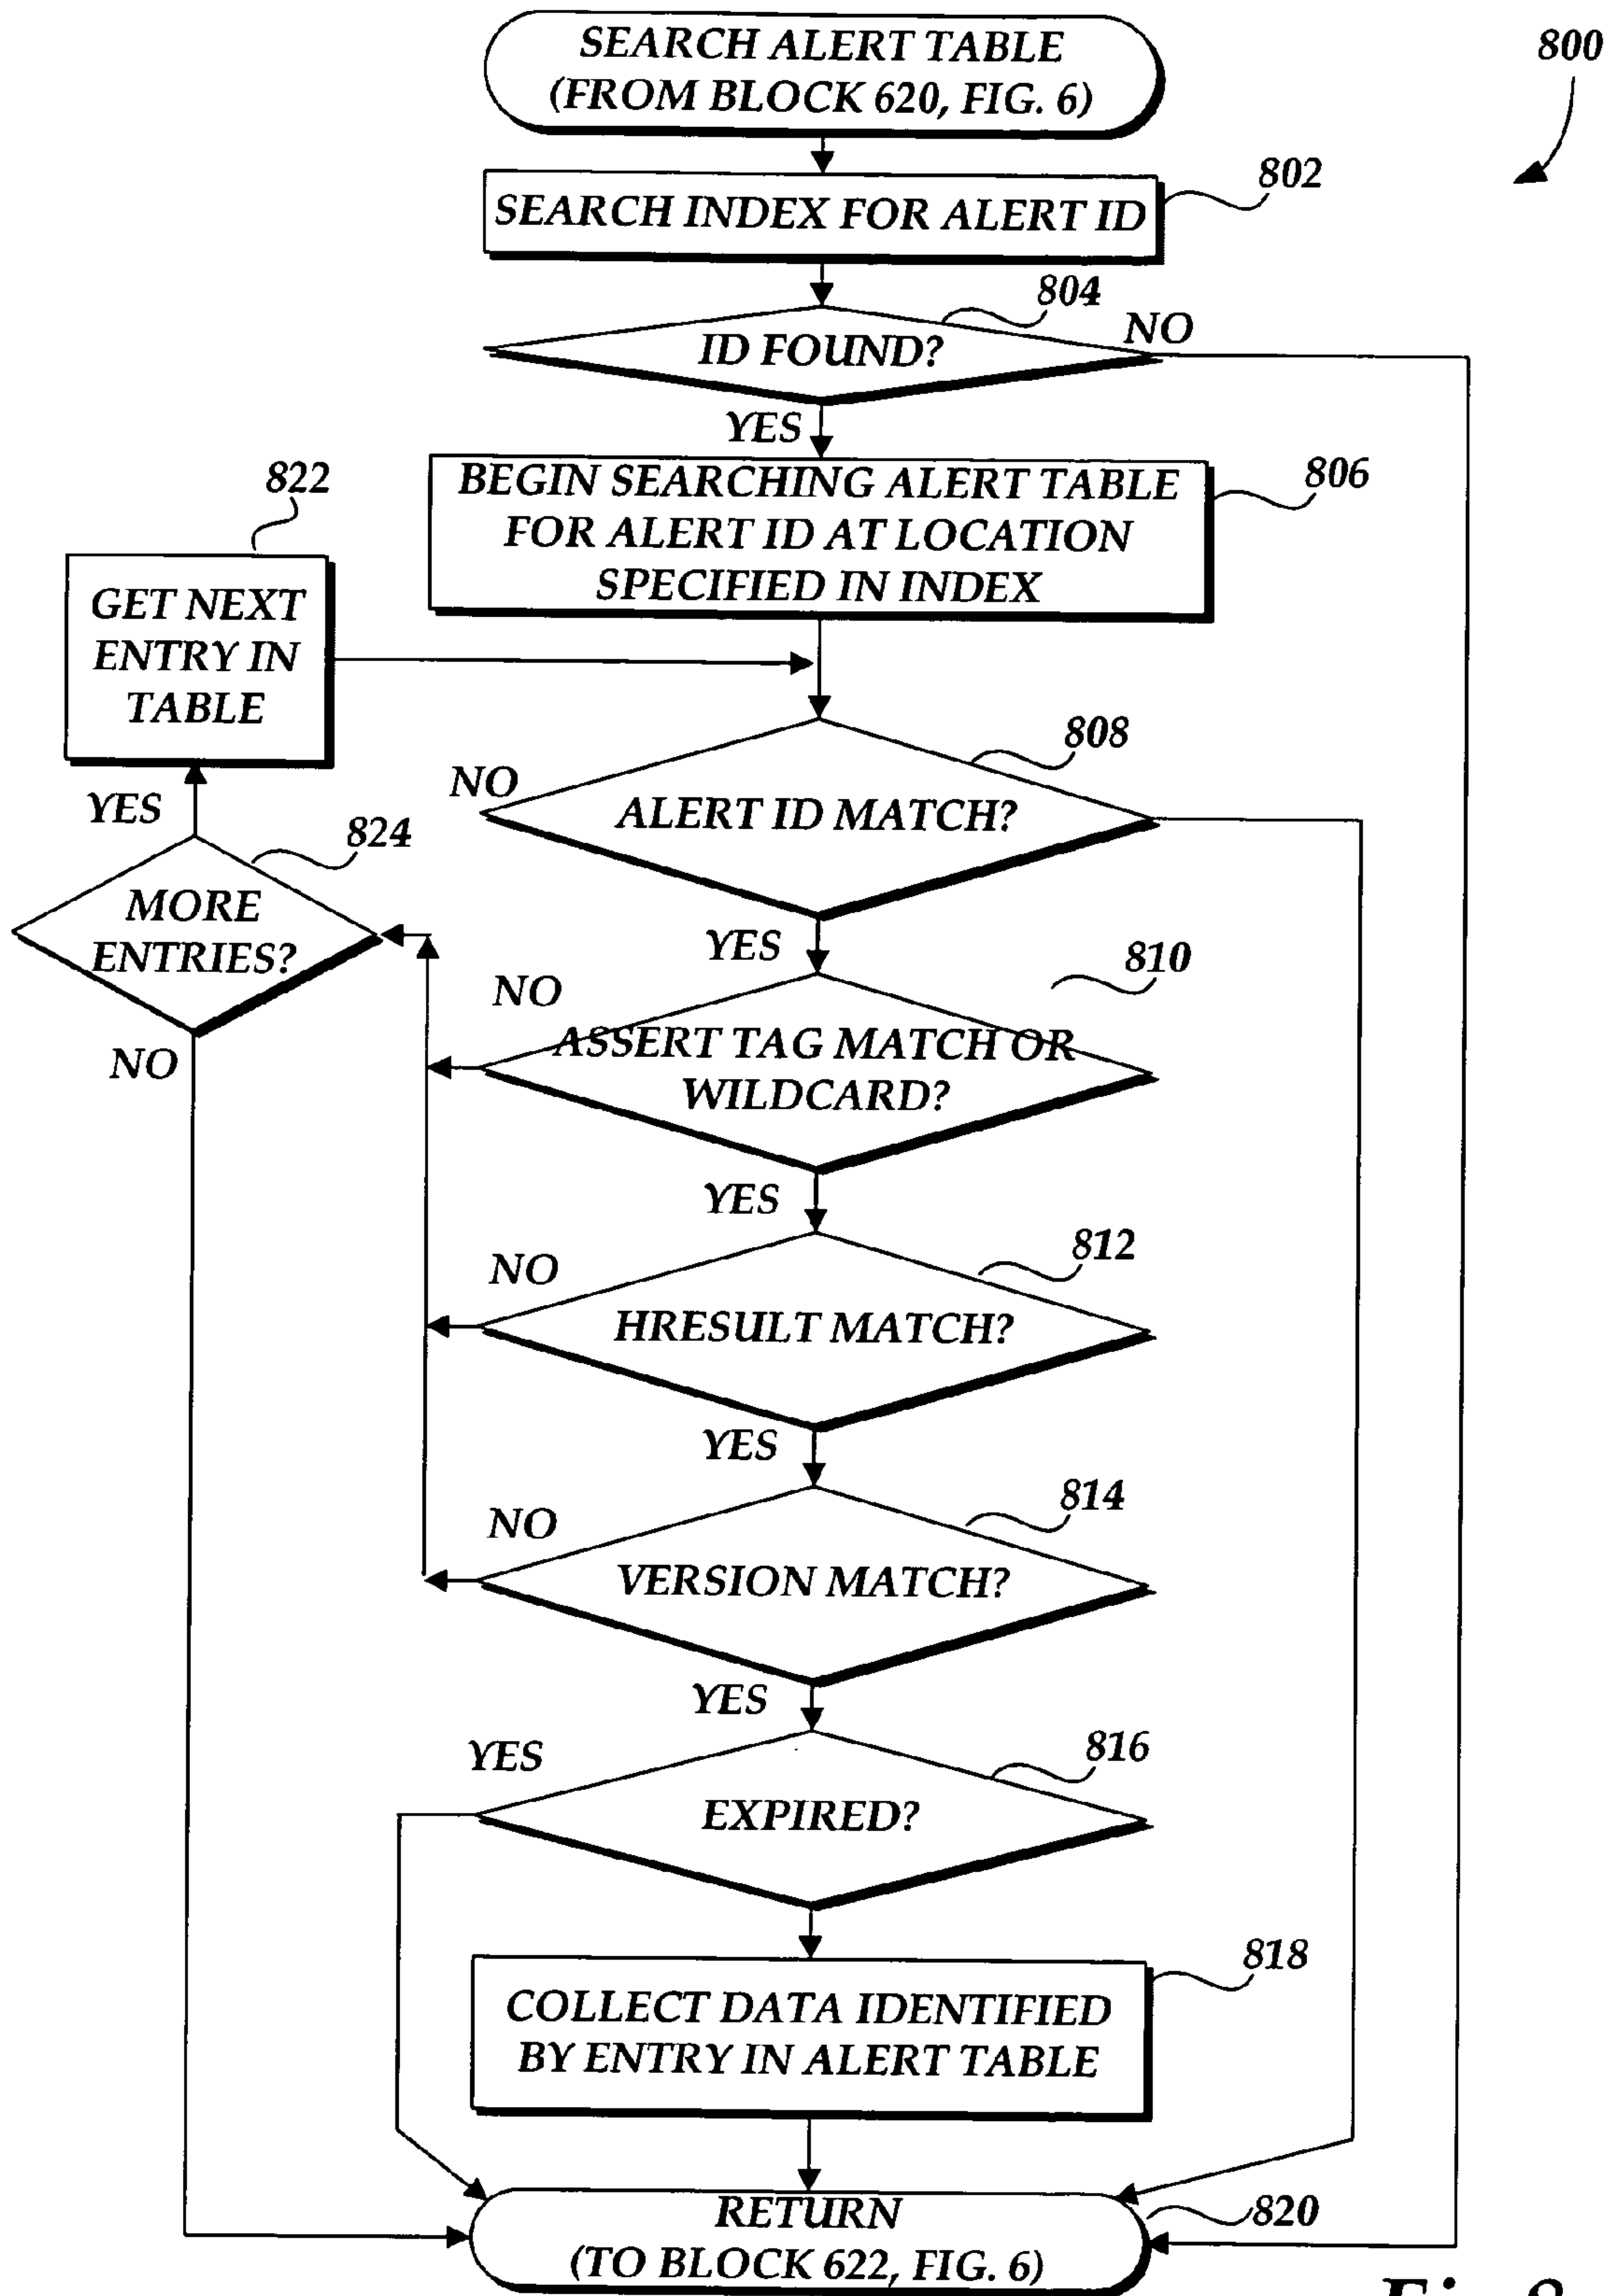 SEARCH ALERT TABLE
(FROM BLOCK 620, FIG. 6)
800
SEARCH INDEX FOR ALERT ID
802
804
ID FOUND?
NO
YES
BEGIN SEARCHING ALERT TABLE
FOR ALERT ID AT LOCATION
SPECIFIED IN INDEX
806
822
GET NEXT
ENTRY IN
TABLE
808
NO
ALERT ID MATCH?
YES
824
MORE
ENTRIES?
NO
YES
810
NO
ASSERT TAG MATCH OR
WILDCARD?
YES
812
NO
HRESULT MATCH?
YES
814
NO
VERSION MATCH?
YES
816
YES
EXPIRED?
818
COLLECT DATA IDENTIFIED
BY ENTRY IN ALERT TABLE
RETURN
(TO BLOCK 622, FIG. 6)
820